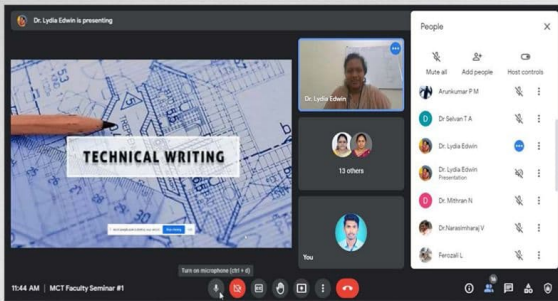 Dr. Lydia Edwin is presenting
TECHNICAL WRITING
Dr. Lydia Edwin
13 others
You
Turn on microphone (ctrl + d)
11:44 AM | MCT Faculty Seminar #1
People
Mute all
Add people
Host controls
Arunkumar P M
D
Dr Selvan T A
Dr. Lydia Edwin
Dr. Lydia Edwin
Presentation
D
Dr. Mithran N
Dr.Narasimharaj V
Ferozali L